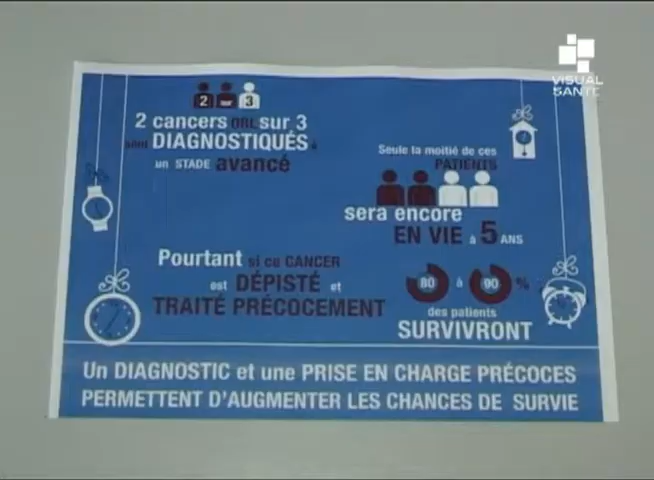 VISUAL
SANTÉ
2 sur 3
2 cancers ORL sur 3
sont DIAGNOSTIQUÉS à
un STADE avancé
Seule la moitié de ces
PATIENTS
sera encore
EN VIE à 5 ANS
Pourtant si ce CANCER
est DÉPISTÉ et
TRAITÉ PRÉCOCEMENT
80 à 90 %
des patients
SURVIVRONT
Un DIAGNOSTIC et une PRISE EN CHARGE PRÉCOCES
PERMETTENT D'AUGMENTER LES CHANCES DE SURVIE